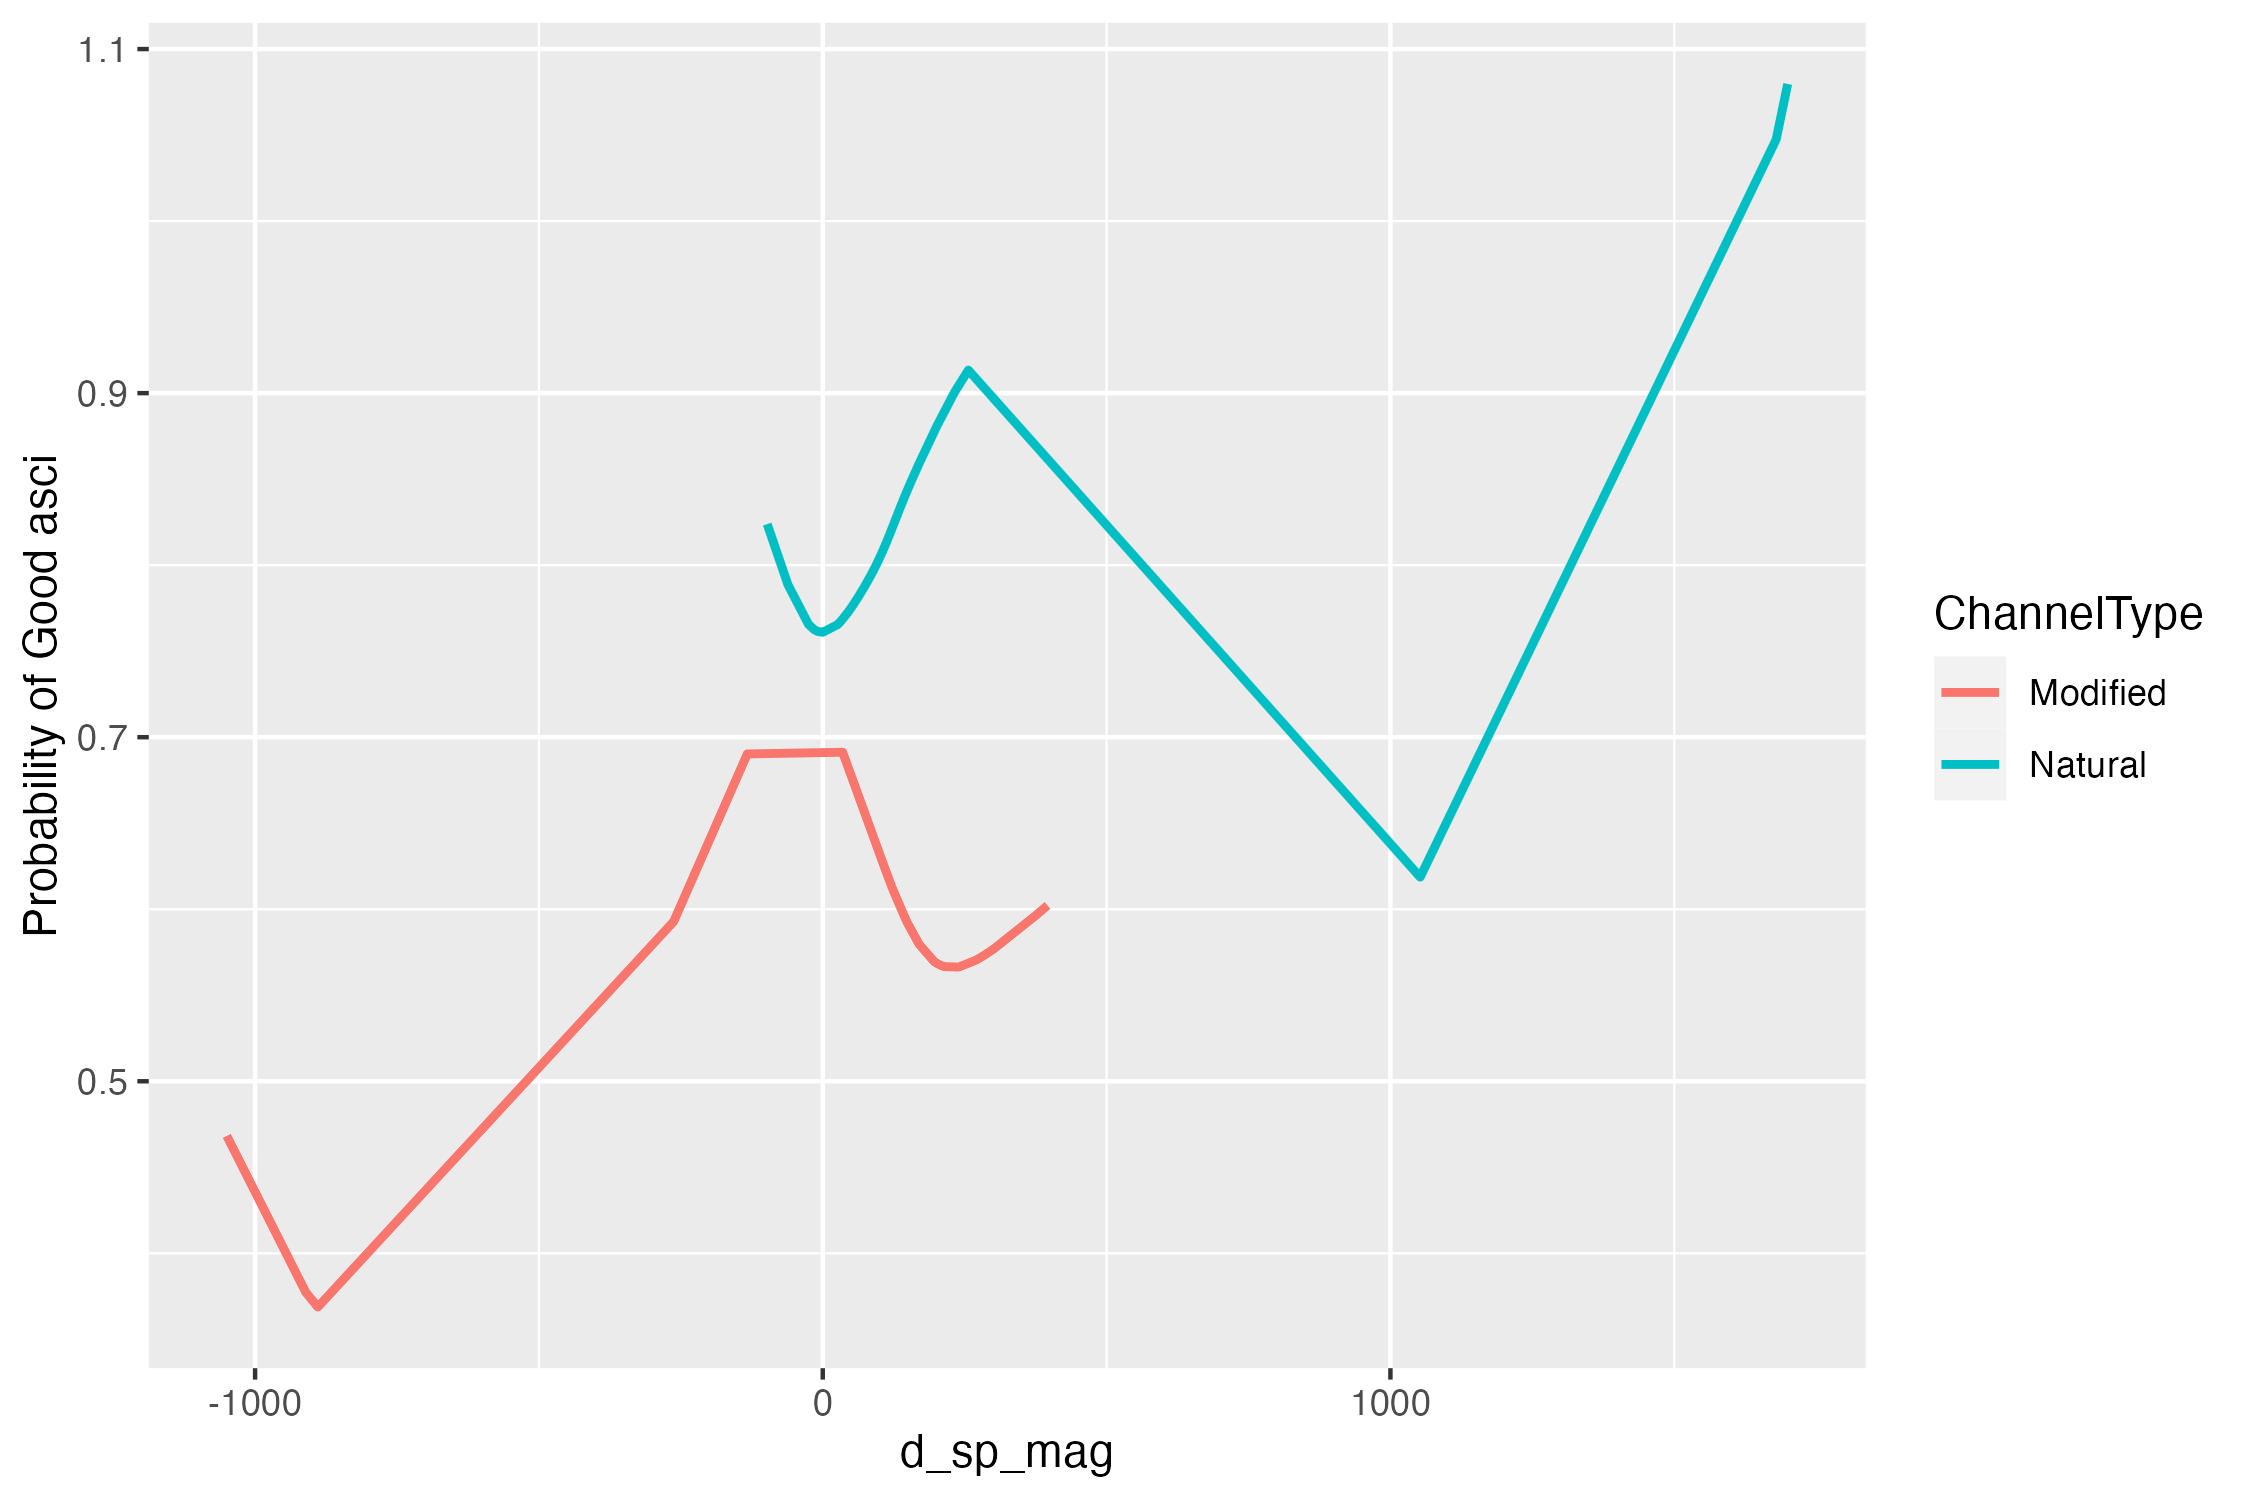 1.1
0.9
0.7
0.5
Probability of Good asci
-1000
0
1000
d_sp_mag
ChannelType
Modified
Natural